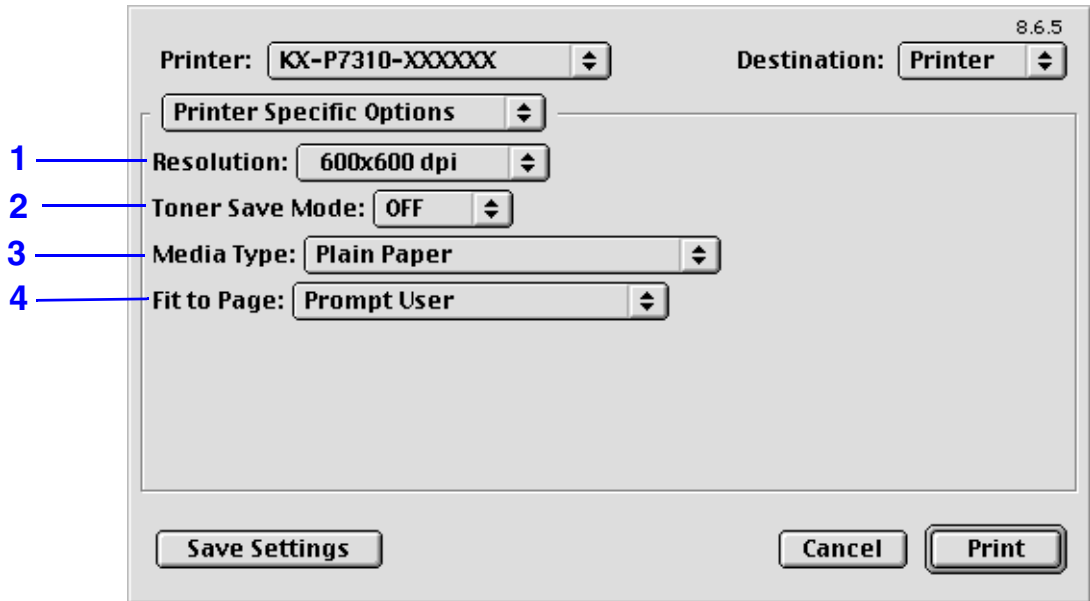 8.6.5
Printer: KX-P7310-XXXXXX Destination: Printer
Printer Specific Options
1 Resolution: 600x600 dpi
2 Toner Save Mode: OFF
3 Media Type: Plain Paper
4 Fit to Page: Prompt User
Save Settings Cancel Print